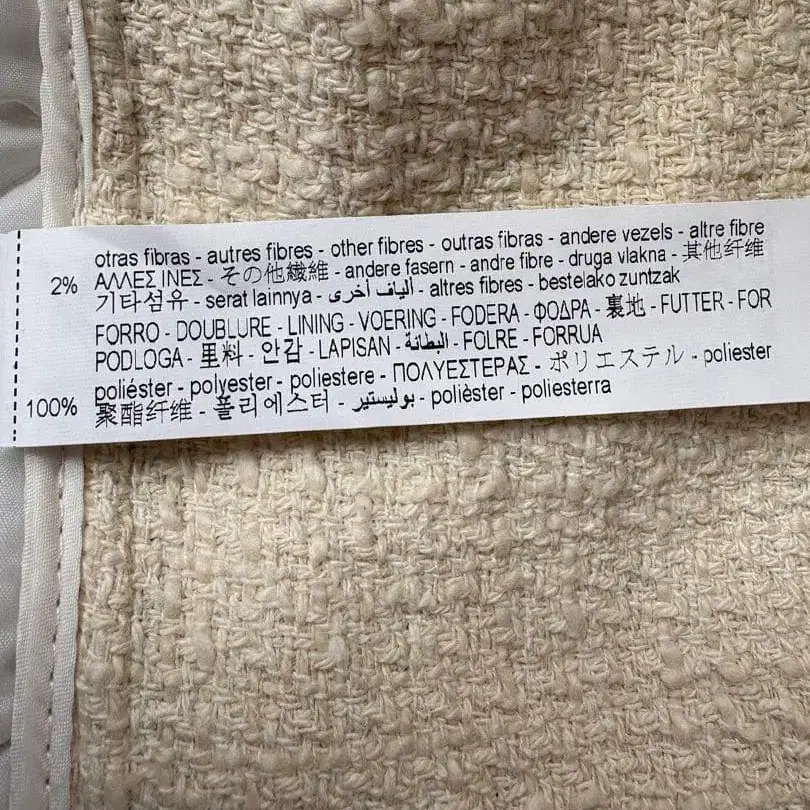 otras fibras - autres fibres - other fibres - outras fibras - andere vezels - altre fibre
2% ΑΛΛΕΣ ΙΝΕΣ - その他繊維 - andere fasern - andre fibre - druga vlakna - 其他纤维
기타섬유 - serat lainnya - ألياف أخرى - altres fibres - bestelako zuntzak
FORRO - DOUBLURE - LINING - VOERING - FODERA - ΦΟΔΡΑ - 裏地 - FUTTER - FOR
PODLOGA - 里料 - 안감 - LAPISAN - البطانة - FOLRE - FORRUA
poliéster - polyester - poliestere - ΠΟΛΥΕΣΤΕΡΑΣ - ポリエステル - poliester
100% 聚酯纤维 - 폴리에스터 - بوليستير - polièster - poliesterra